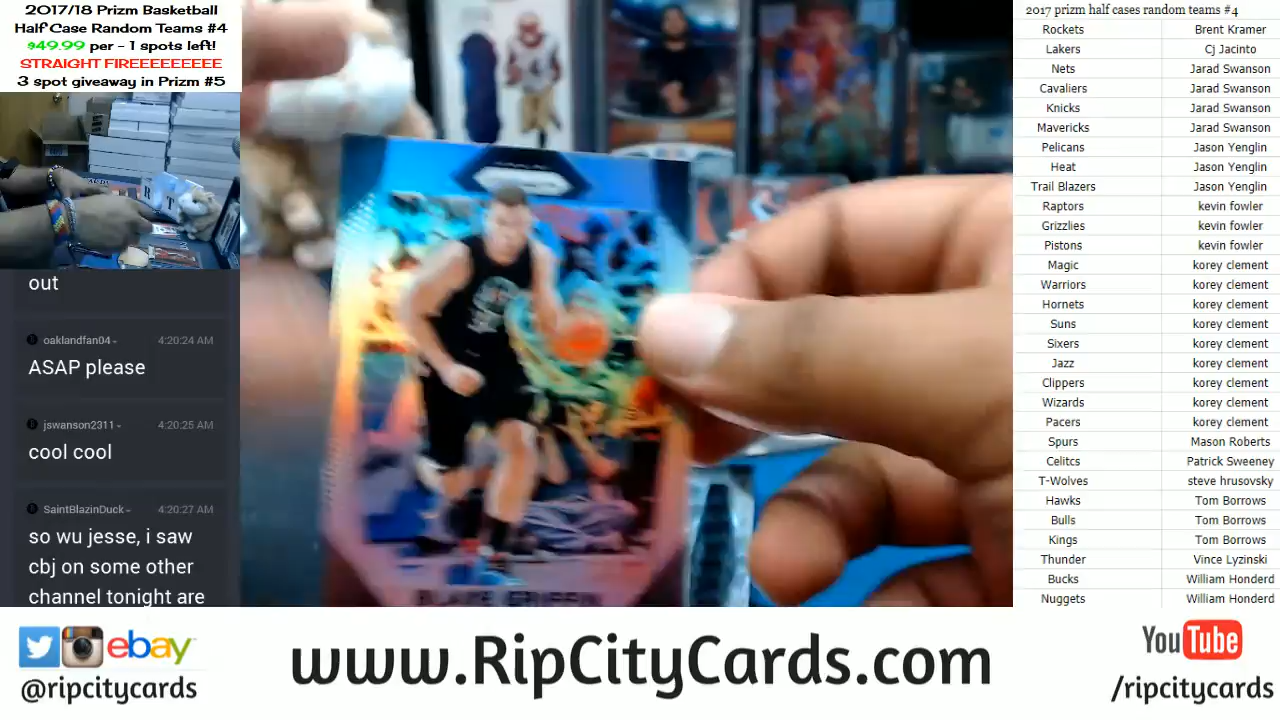 2017/18 Prizm Basketball
Half Case Random Teams #4
$49.99 per - 1 spots left!
STRAIGHT FIREEEEEEEEE
3 spot giveaway in Prizm #5
out
oaklandfan04 4:20:24 AM
ASAP please
jswanson2311 4:20:25 AM
cool cool
SaintBlazinDuck 4:20:27 AM
so wu jesse, i saw
cbj on some other
channel tonight are
BLAKE GRIFFIN
2017 prizm half cases random teams #4
Rockets Brent Kramer
Lakers Cj Jacinto
Nets Jarad Swanson
Cavaliers Jarad Swanson
Knicks Jarad Swanson
Mavericks Jarad Swanson
Pelicans Jason Yenglin
Heat Jason Yenglin
Trail Blazers Jason Yenglin
Raptors kevin fowler
Grizzlies kevin fowler
Pistons kevin fowler
Magic korey clement
Warriors korey clement
Hornets korey clement
Suns korey clement
Sixers korey clement
Jazz korey clement
Clippers korey clement
Wizards korey clement
Pacers korey clement
Spurs Mason Roberts
Celitcs Patrick Sweeney
T-Wolves steve hrusovsky
Hawks Tom Borrows
Bulls Tom Borrows
Kings Tom Borrows
Thunder Vince Lyzinski
Bucks William Honderd
Nuggets William Honderd
ebay
@ripcitycards
www.RipCityCards.com
YouTube
/ripcitycards